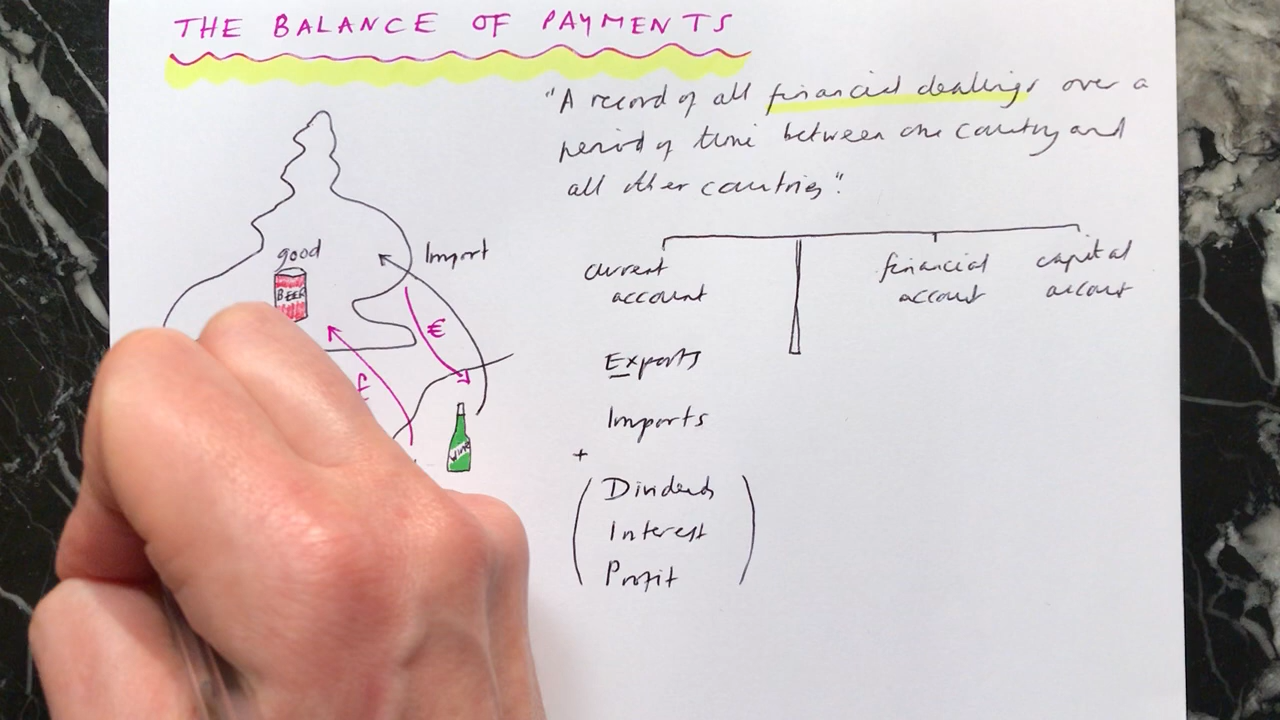 THE BALANCE OF PAYMENTS
"A record of all financial dealings over a
period of time between one country and
all other countries".
good
Import
BEER
€
£
WINE
current
account
financial
account
capital
account
Exports
Imports
+
Dividends
Interest
Profit